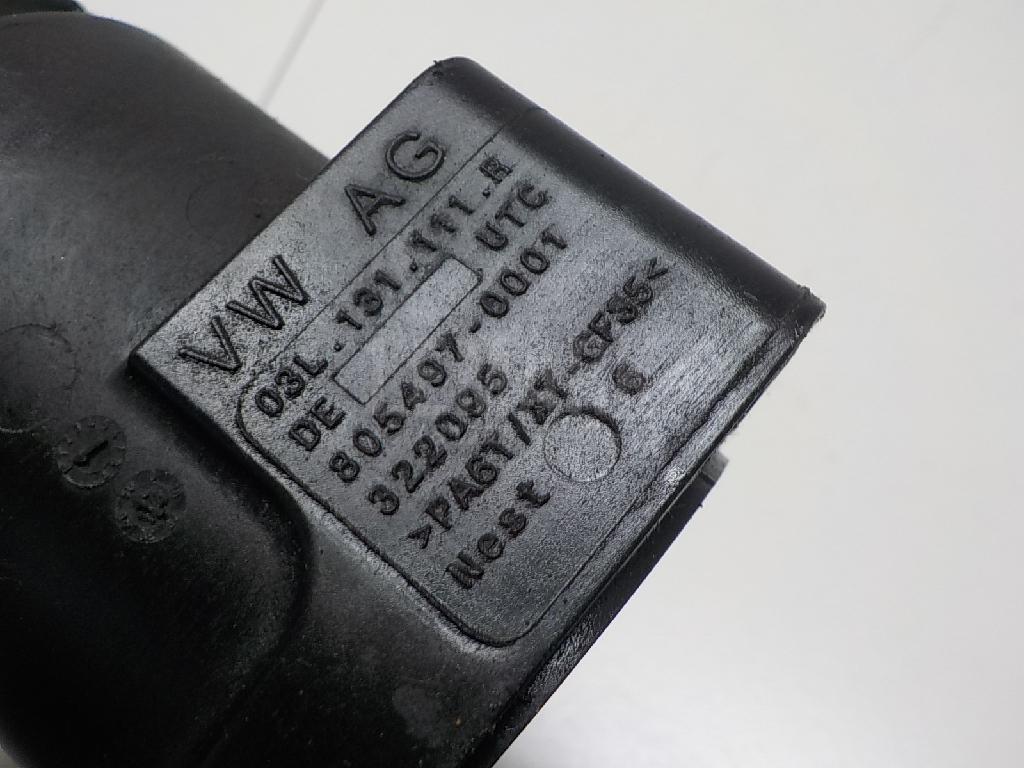 VW AG
03L.131.111.
DE UTC
805497-0001
322095
>PA6T/XT-GF35<
Nest 6